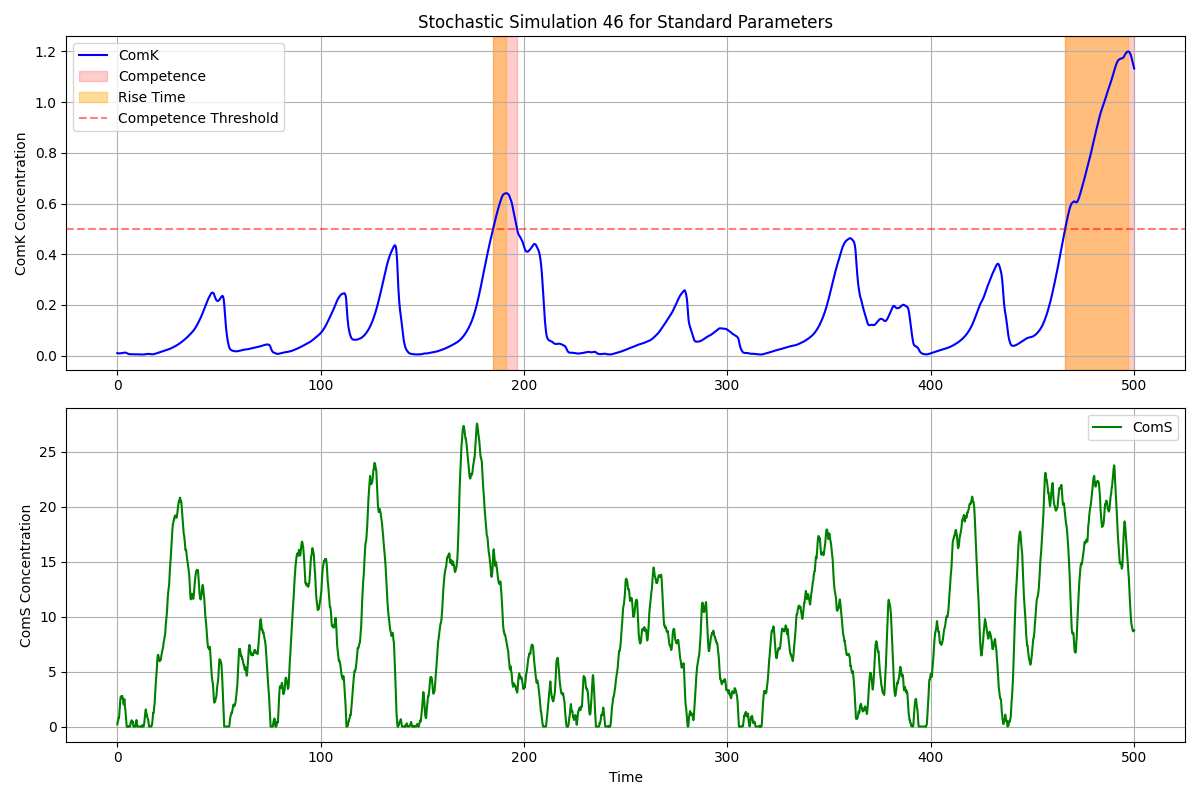 Stochastic Simulation 46 for Standard Parameters
ComK Concentration
1.2
1.0
0.8
0.6
0.4
0.2
0.0
ComK
Competence
Rise Time
Competence Threshold
0 100 200 300 400 500
ComS Concentration
25
20
15
10
5
0
ComS
0 100 200 300 400 500
Time